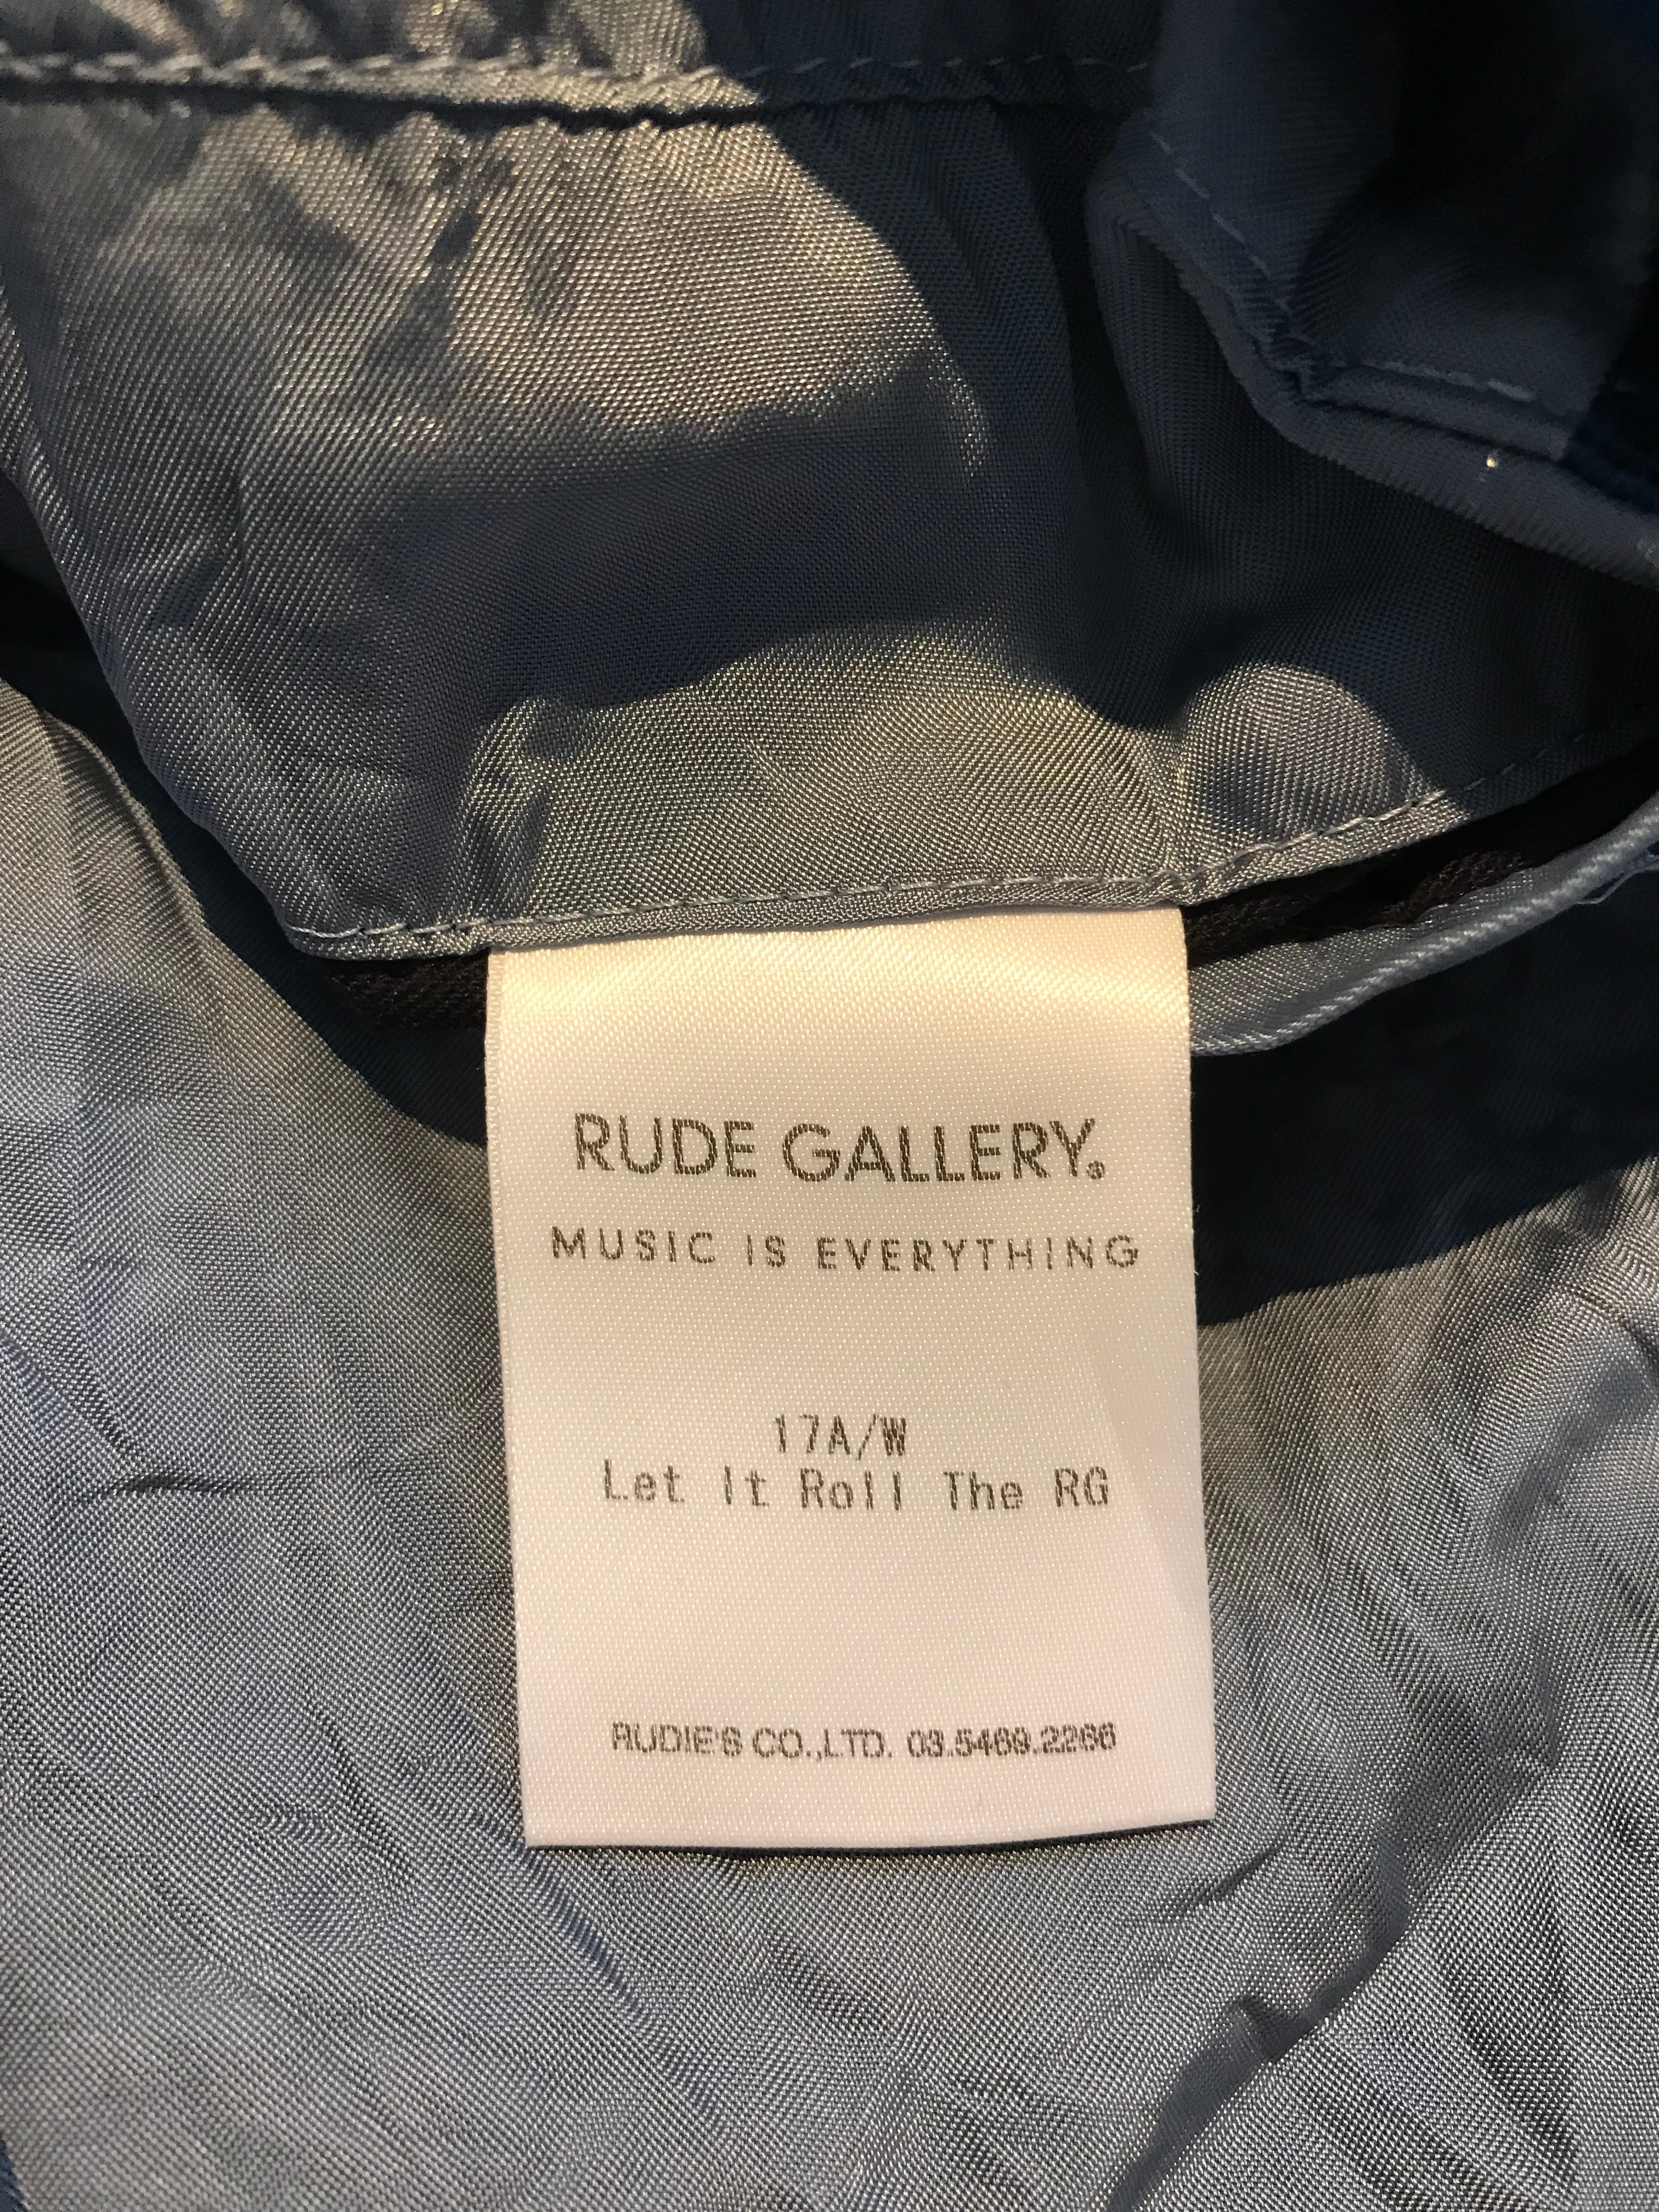 RUDE GALLERY®
MUSIC IS EVERYTHING
17A/W
Let It Roll The RG
RUDIE'S CO.,LTD. 03.5469.2266